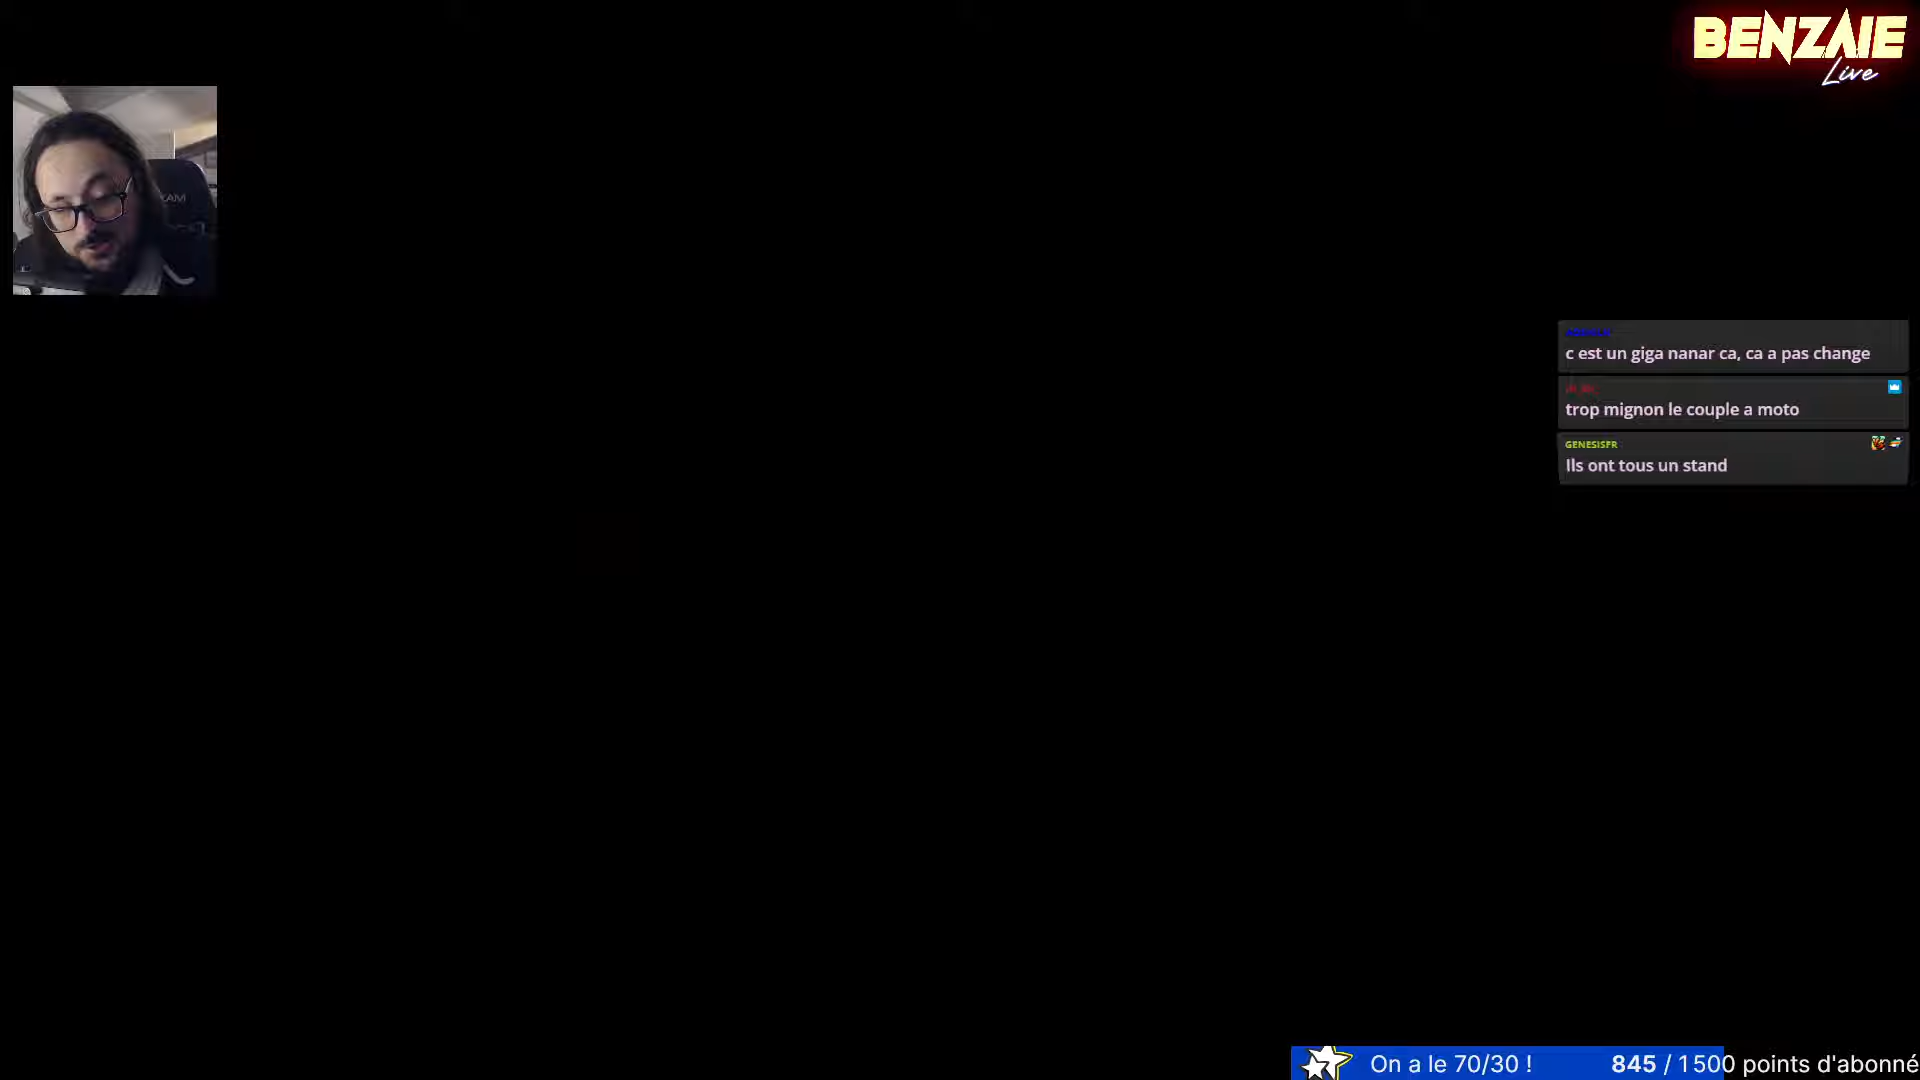 BENZAIE
Live
c est un giga nanar ca, ca a pas change
trop mignon le couple a moto
GENESISFR
Ils ont tous un stand
On a le 70/30 !
845 / 1500 points d'abonné